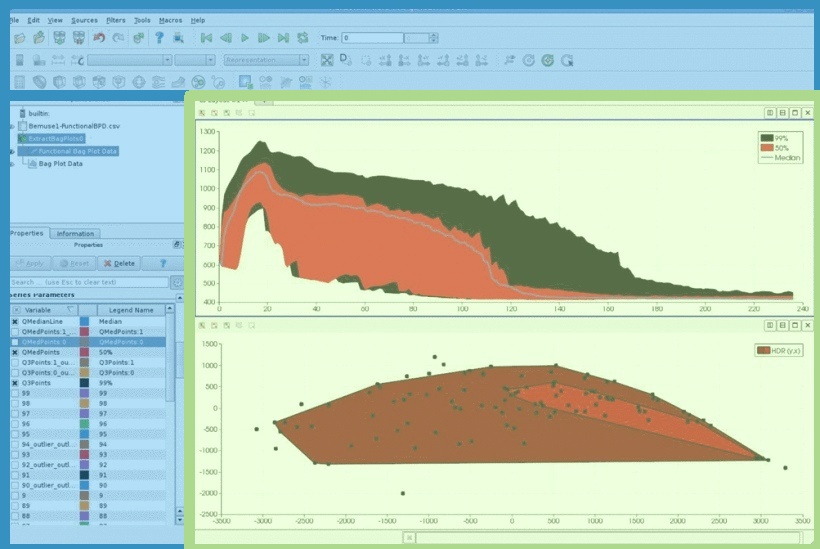 File Edit View Sources Filters Tools Macros Help
Time: 0
Representation
builtin:
Bemuse1-functionalBPD.csv
ExtractBagPlots0
Functional Bag Plot Data
Bag Plot Data
Properties Information
Properties
Apply Reset Delete ?
Search ... (use Esc to clear text)
Series Parameters
Variable Legend Name
QMedianLine Median
QMedPoints:1_... QMedPoints:1
QMedPoints:0 QMedPoints:0
QMedPoints 50%
Q3Points:1_ou... Q3Points:1
Q3Points:0_ou... Q3Points:0
Q3Points 99%
99 99
98 98
97 97
96 96
95 95
94_outlier_outl... 94
93 93
92_outlier_outl... 92
91 91
90_outlier_outl... 90
9 9
89 89
88 88
1300
1200
1100
1000
900
800
700
600
500
400
0 20 40 60 80 100 120 140 160 180 200 220 240
99%
50%
Median
1500
1000
500
0
-500
-1000
-1500
-2000
-2500
-3500 -3000 -2500 -2000 -1500 -1000 -500 0 500 1000 1500 2000 2500 3000 3500
HDR (y,x)